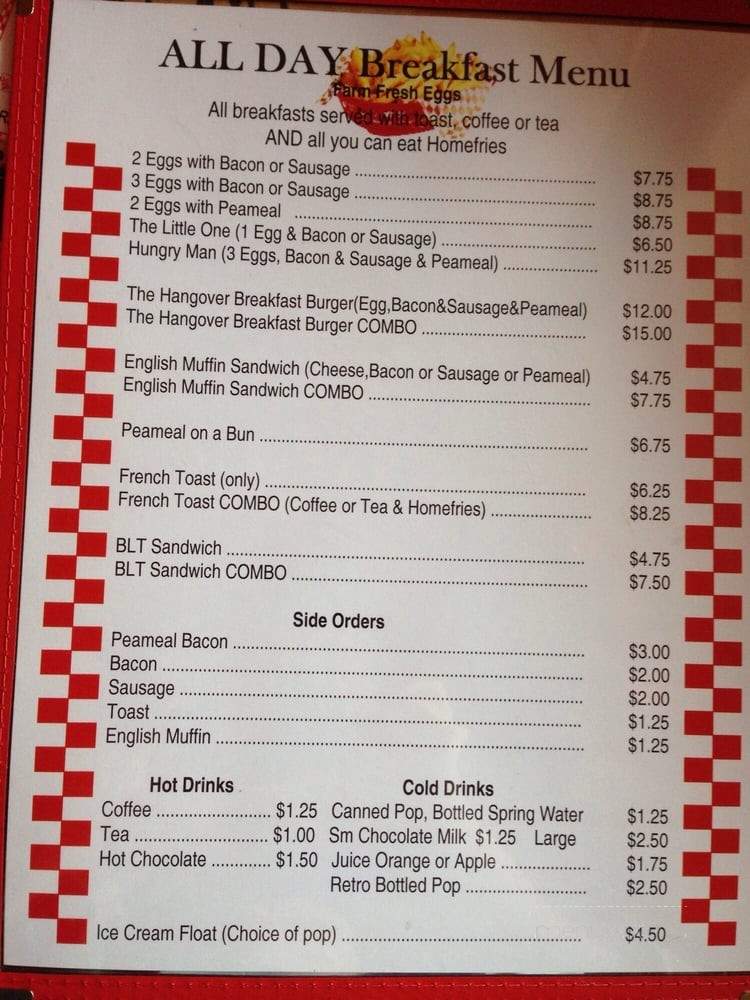 ALL DAY Breakfast Menu
Farm Fresh Eggs
All breakfasts served with toast, coffee or tea
AND all you can eat Homefries
2 Eggs with Bacon or Sausage ............ $7.75
3 Eggs with Bacon or Sausage ............ $8.75
2 Eggs with Peameal ............ $8.75
The Little One (1 Egg & Bacon or Sausage) ............ $6.50
Hungry Man (3 Eggs, Bacon & Sausage & Peameal) ............ $11.25
The Hangover Breakfast Burger(Egg,Bacon&Sausage&Peameal) $12.00
The Hangover Breakfast Burger COMBO ............ $15.00
English Muffin Sandwich (Cheese,Bacon or Sausage or Peameal) $4.75
English Muffin Sandwich COMBO ............ $7.75
Peameal on a Bun ............ $6.75
French Toast (only) ............ $6.25
French Toast COMBO (Coffee or Tea & Homefries) ............ $8.25
BLT Sandwich ............ $4.75
BLT Sandwich COMBO ............ $7.50
Side Orders
Peameal Bacon ............ $3.00
Bacon ............ $2.00
Sausage ............ $2.00
Toast ............ $1.25
English Muffin ............ $1.25
Hot Drinks Cold Drinks
Coffee ............ $1.25 Canned Pop, Bottled Spring Water $1.25
Tea ............ $1.00 Sm Chocolate Milk $1.25 Large $2.50
Hot Chocolate ............ $1.50 Juice Orange or Apple ............ $1.75
Retro Bottled Pop ............ $2.50
Ice Cream Float (Choice of pop) ............ $4.50